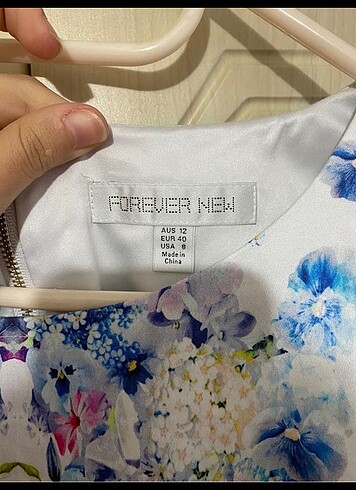 FOREVER NEW
AUS 12
EUR 40
USA 8
Made in
China